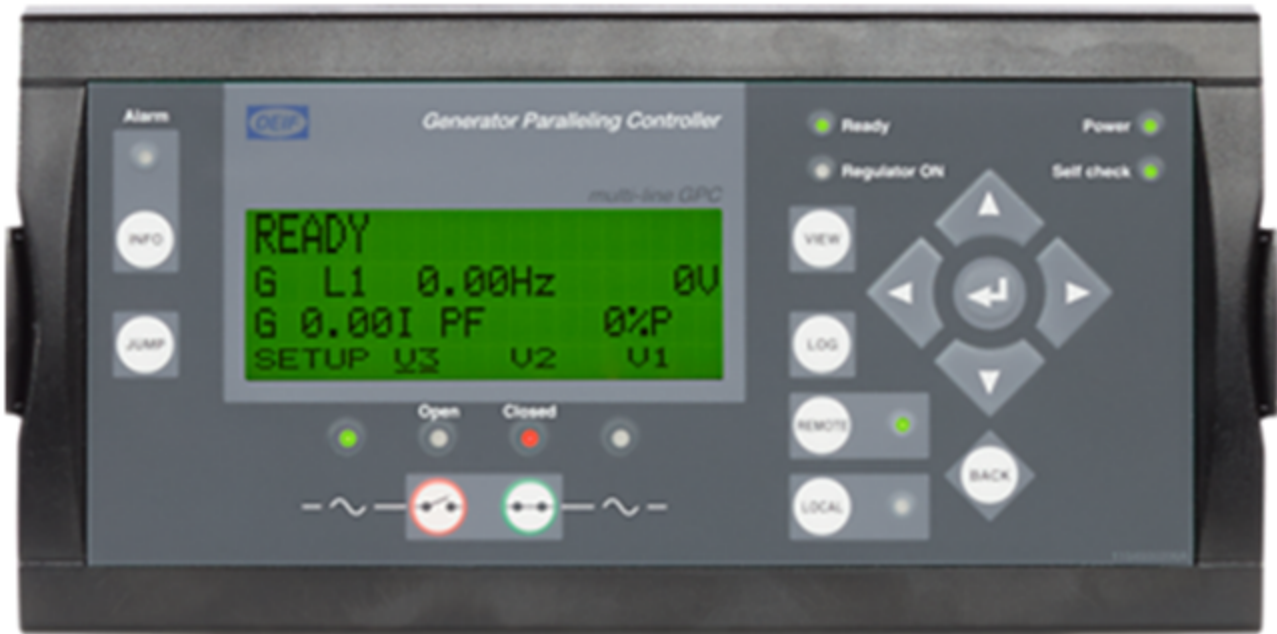 Alarm
INFO
JUMP
DEIF
Generator Paralleling Controller
multi-line GPC
READY
G L1 0.00Hz 0V
G 0.00I PF 0%P
SETUP V3 V2 V1
Open Closed
Ready
Regulator ON
Power
Self check
VIEW
LOG
REMOTE
LOCAL
BACK